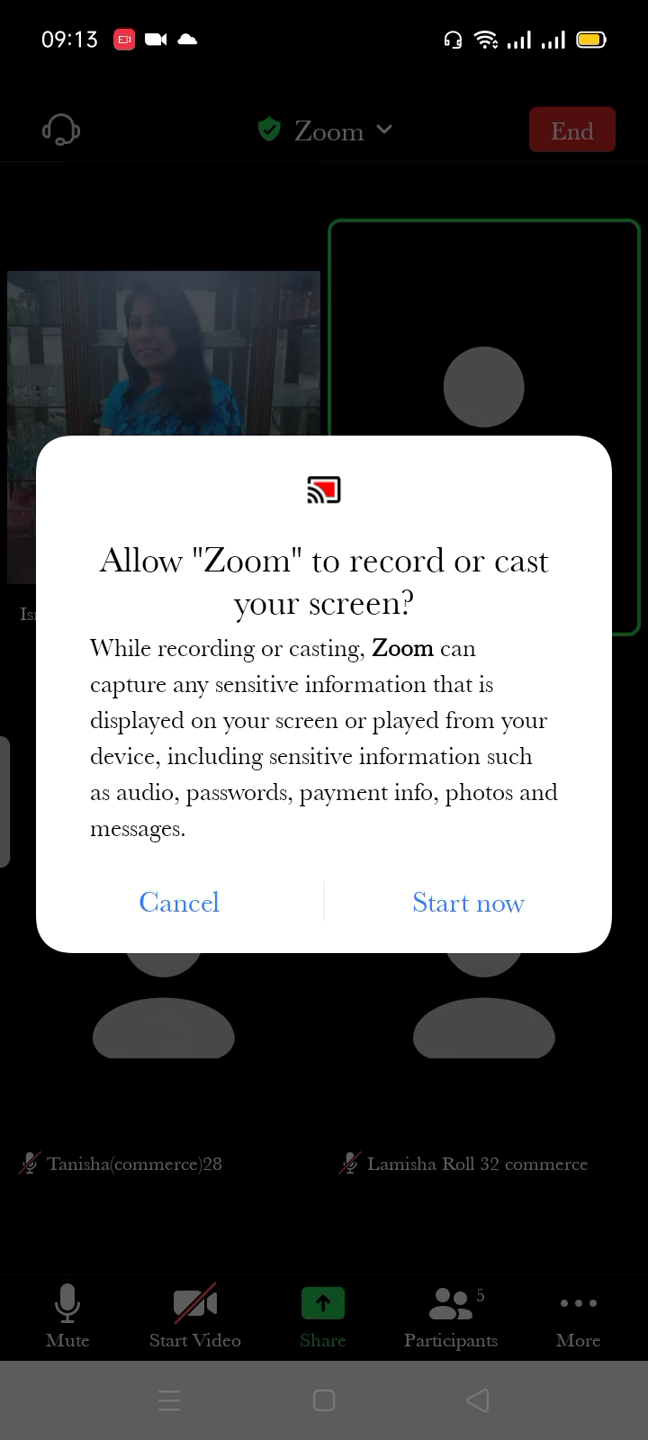 09:13
Zoom
End
Allow "Zoom" to record or cast
your screen?
While recording or casting, Zoom can
capture any sensitive information that is
displayed on your screen or played from your
device, including sensitive information such
as audio, passwords, payment info, photos and
messages.
Cancel
Start now
Tanisha(commerce)28
Lamisha Roll 32 commerce
5
Mute
Start Video
Share
Participants
More